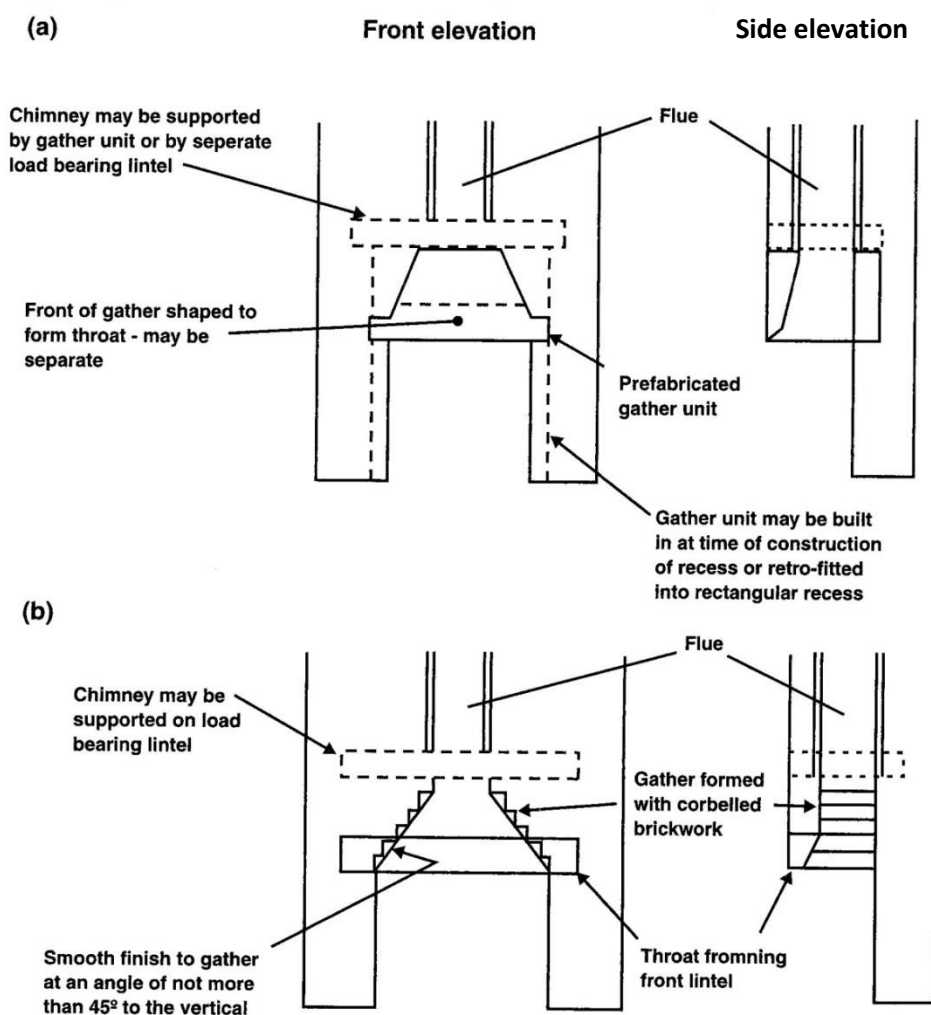 (a)
Front elevation
Side elevation
Chimney may be supported
by gather unit or by seperate
load bearing lintel
Flue
Front of gather shaped to
form throat - may be
separate
Prefabricated
gather unit
Gather unit may be built
in at time of construction
of recess or retro-fitted
into rectangular recess
(b)
Flue
Chimney may be
supported on load
bearing lintel
Gather formed
with corbelled
brickwork
Smooth finish to gather
at an angle of not more
than 45º to the vertical
Throat fromning
front lintel